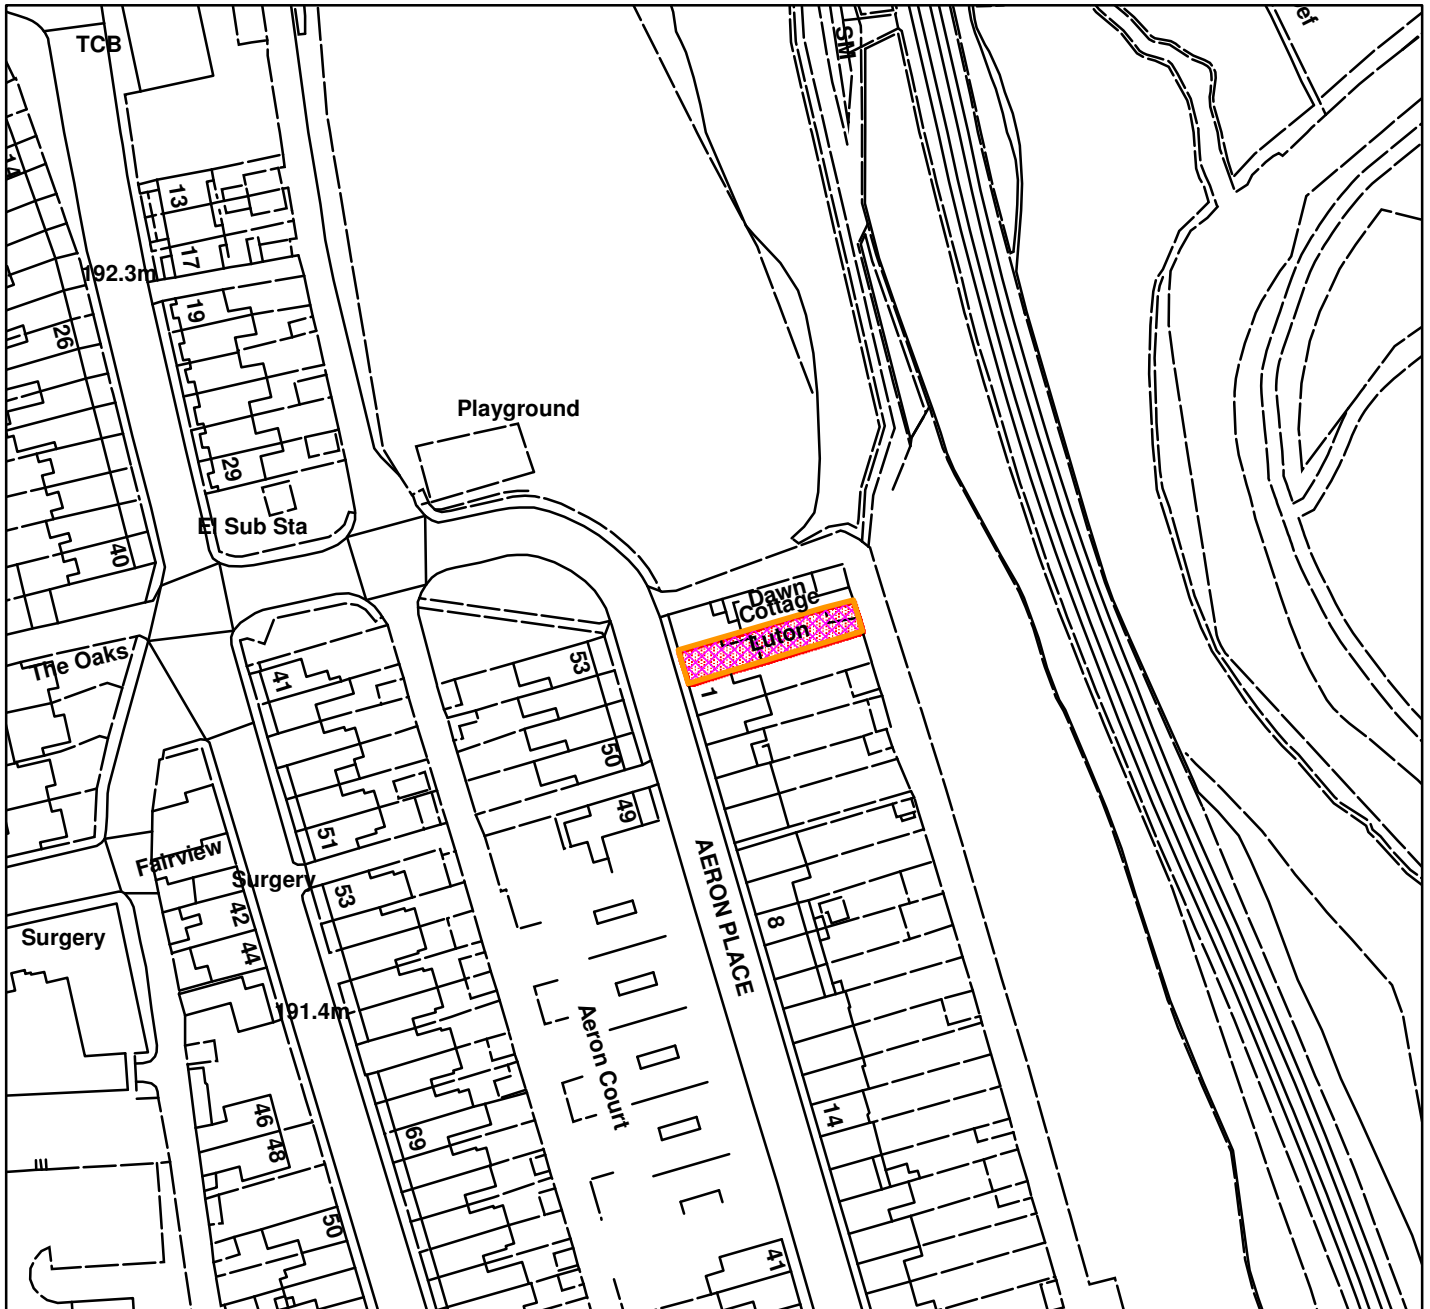 TCB
SM
ef
14
13
17
192.3m
19
26
Playground
29
El Sub Sta
40
Dawn
Cottage
Luton
The Oaks
41
53
1
50
49
51
Fairview
Surgery
53
AERON PLACE
42
8
Surgery
44
191.4m
Aeron Court
46
14
69
48
50
41